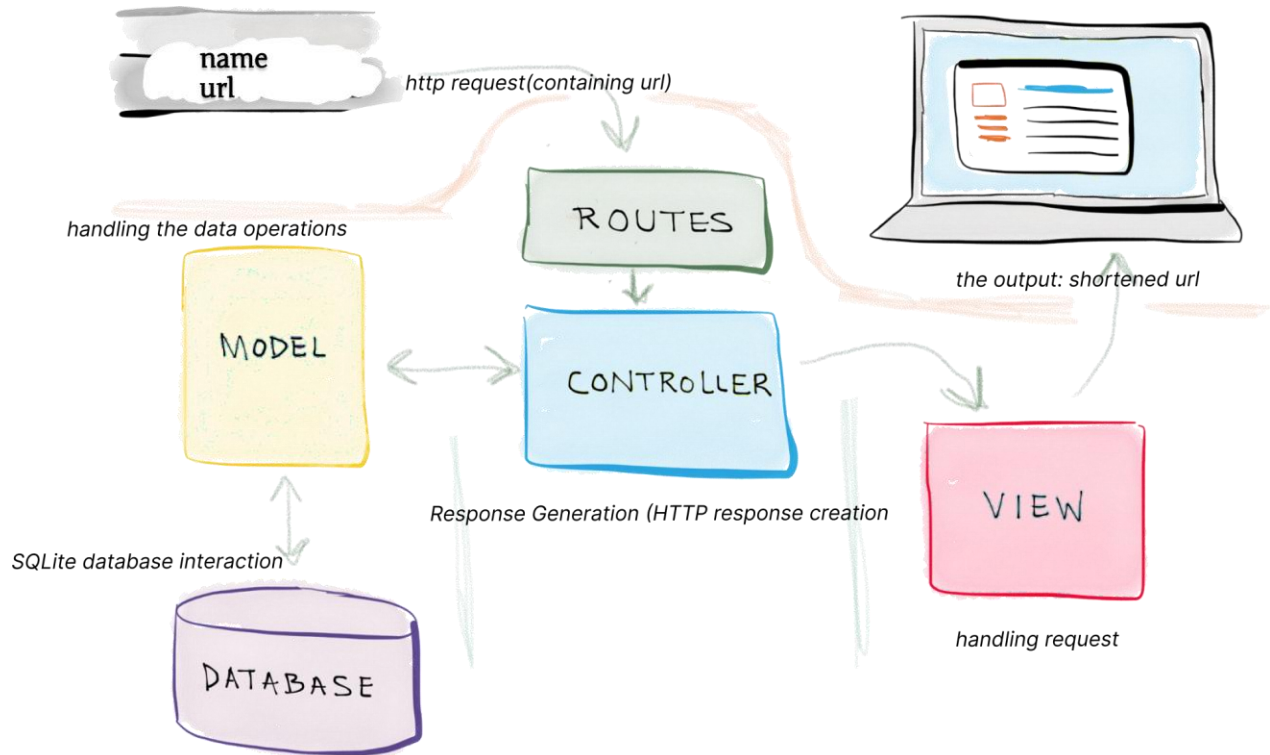 name
url
http request(containing url)
ROUTES
handling the data operations
the output: shortened url
MODEL
CONTROLLER
Response Generation (HTTP response creation
VIEW
SQLite database interaction
handling request
DATABASE